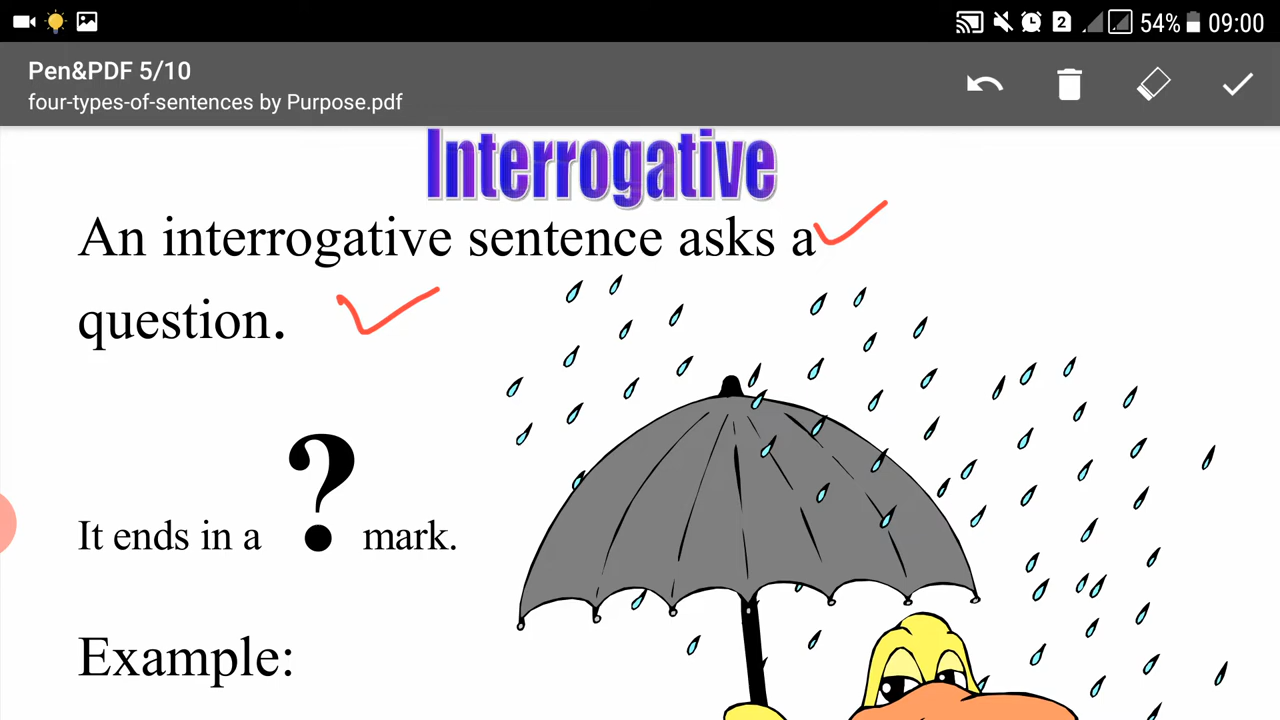 2 54% 09:00
Pen&PDF 5/10
four-types-of-sentences by Purpose.pdf
Interrogative
An interrogative sentence asks a
question.
It ends in a ? mark.
Example: